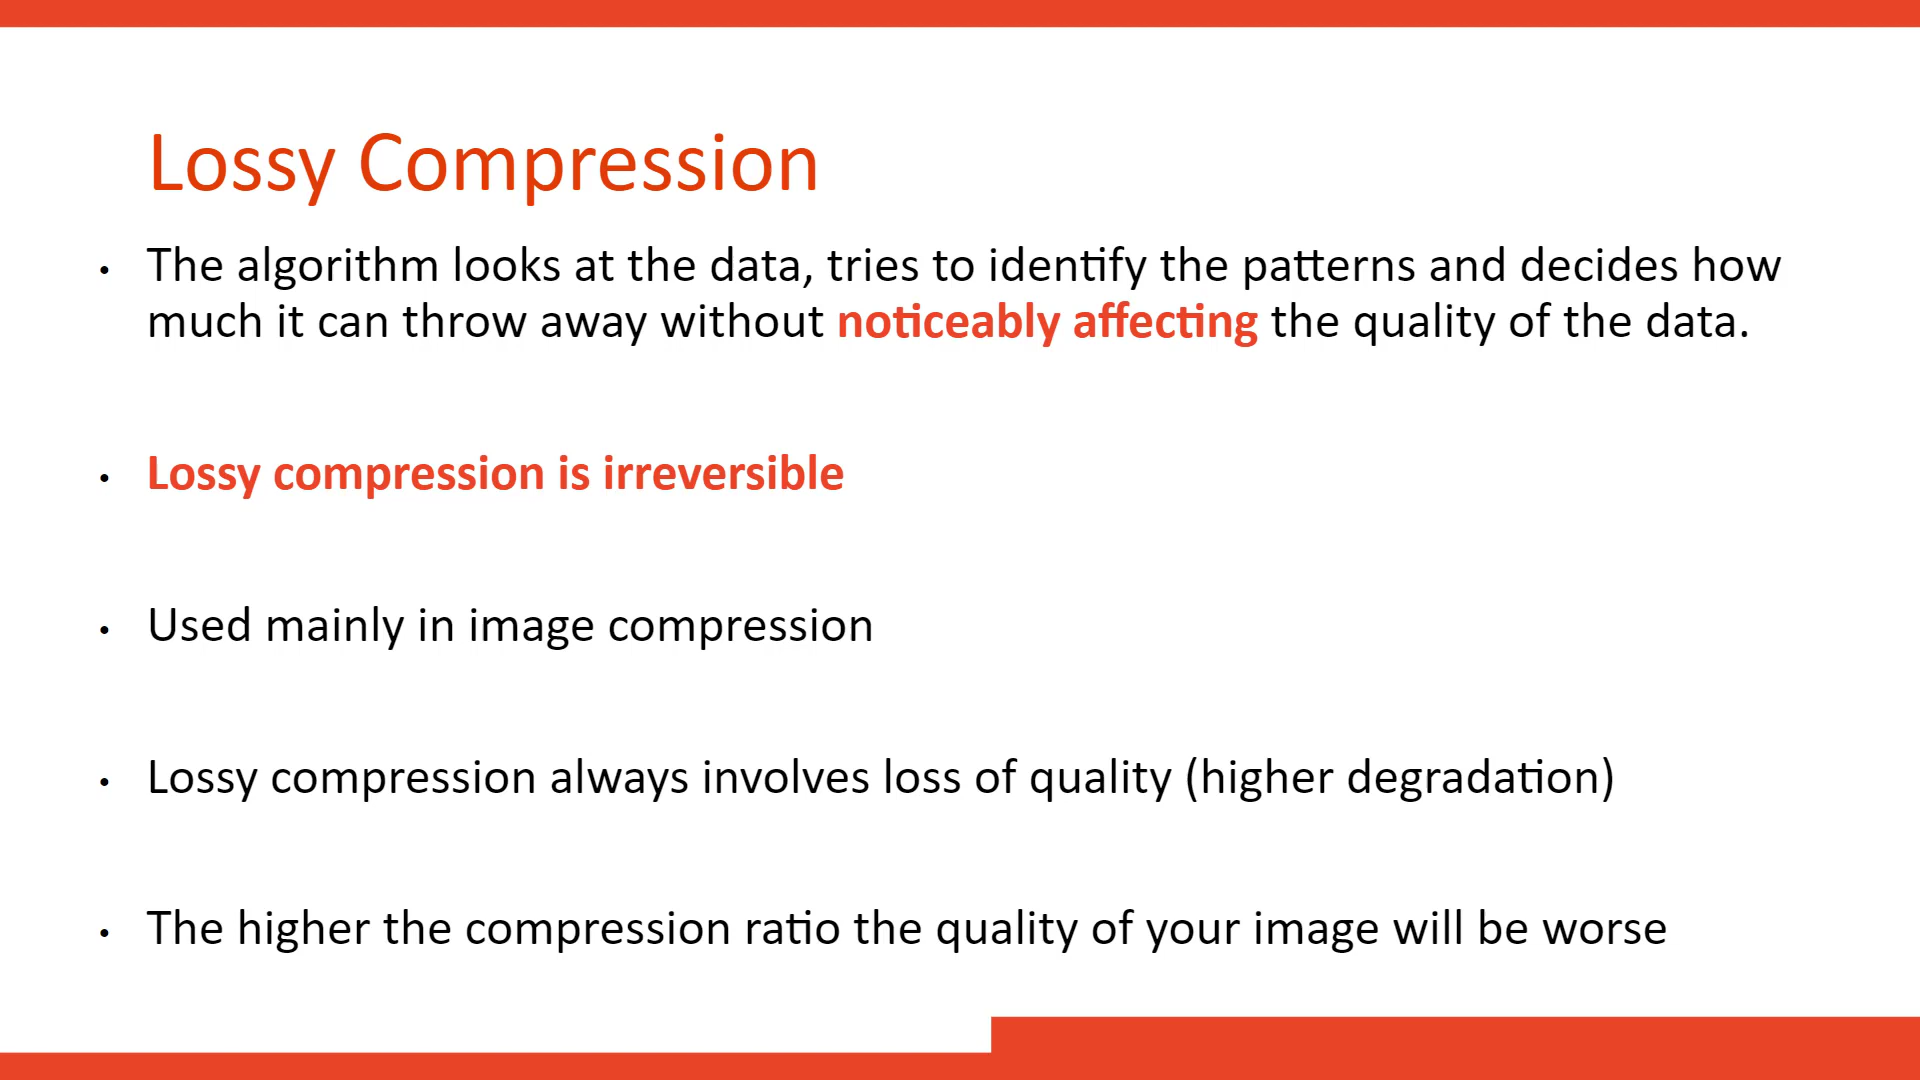 Lossy Compression
• The algorithm looks at the data, tries to identify the patterns and decides how
much it can throw away without noticeably affecting the quality of the data.
• Lossy compression is irreversible
• Used mainly in image compression
• Lossy compression always involves loss of quality (higher degradation)
• The higher the compression ratio the quality of your image will be worse